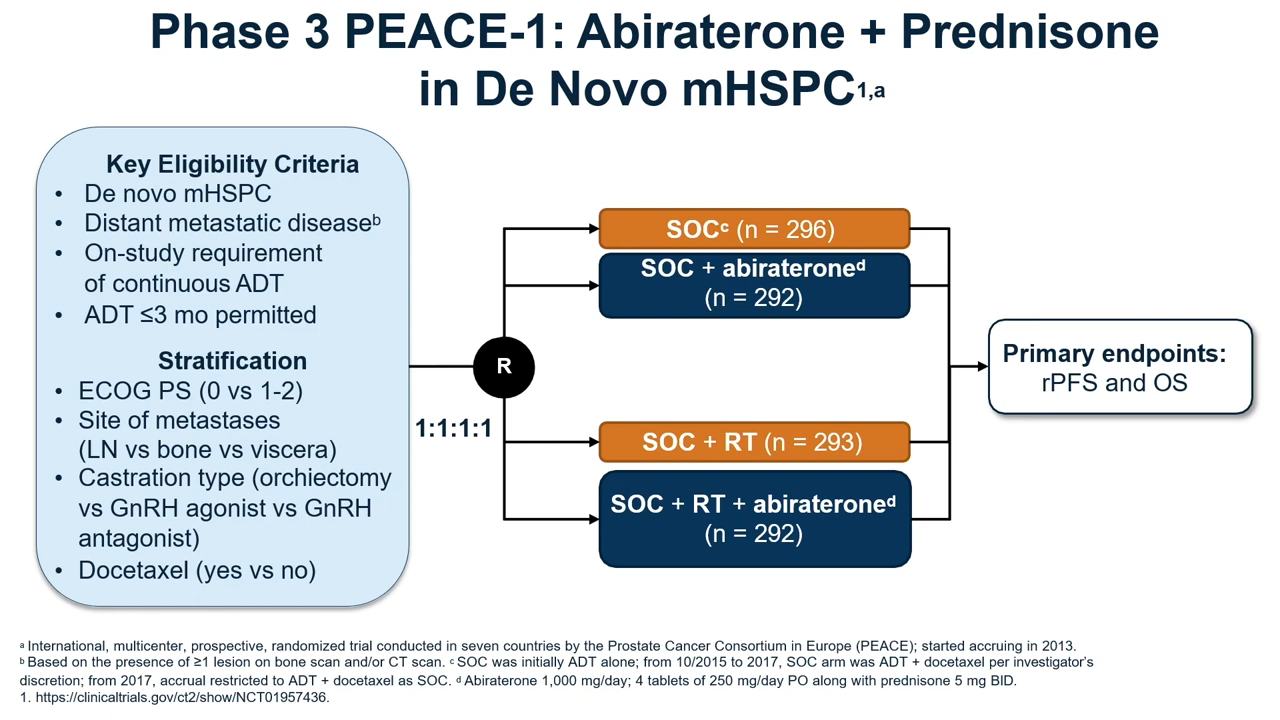 Phase 3 PEACE-1: Abiraterone + Prednisone
in De Novo mHSPC1,a
Key Eligibility Criteria
• De novo mHSPC
• Distant metastatic diseaseb
• On-study requirement
of continuous ADT
• ADT ≤3 mo permitted
Stratification
• ECOG PS (0 vs 1-2)
• Site of metastases
(LN vs bone vs viscera)
• Castration type (orchiectomy
vs GnRH agonist vs GnRH
antagonist)
• Docetaxel (yes vs no)
R
1:1:1:1
SOCc (n = 296)
SOC + abirateroned
(n = 292)
SOC + RT (n = 293)
SOC + RT + abirateroned
(n = 292)
Primary endpoints:
rPFS and OS
a International, multicenter, prospective, randomized trial conducted in seven countries by the Prostate Cancer Consortium in Europe (PEACE); started accruing in 2013.
b Based on the presence of ≥1 lesion on bone scan and/or CT scan. c SOC was initially ADT alone; from 10/2015 to 2017, SOC arm was ADT + docetaxel per investigator's
discretion; from 2017, accrual restricted to ADT + docetaxel as SOC. d Abiraterone 1,000 mg/day; 4 tablets of 250 mg/day PO along with prednisone 5 mg BID.
1. https://clinicaltrials.gov/ct2/show/NCT01957436.